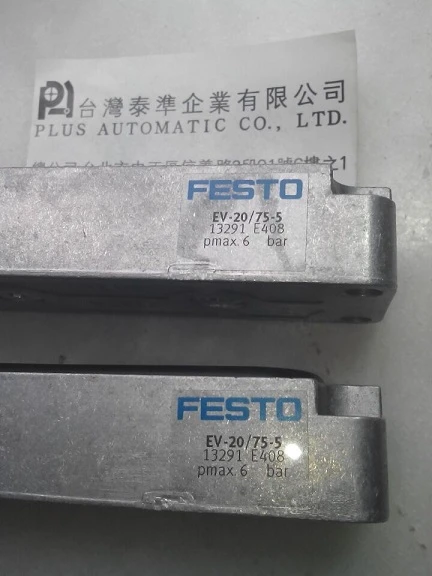 台灣泰準企業有限公司
PLUS AUTOMATIC CO., LTD.
FESTO
EV-20/75-5
13291 E408
pmax. 6 bar
FESTO
EV-20/75-5
13291 E408
pmax. 6 bar